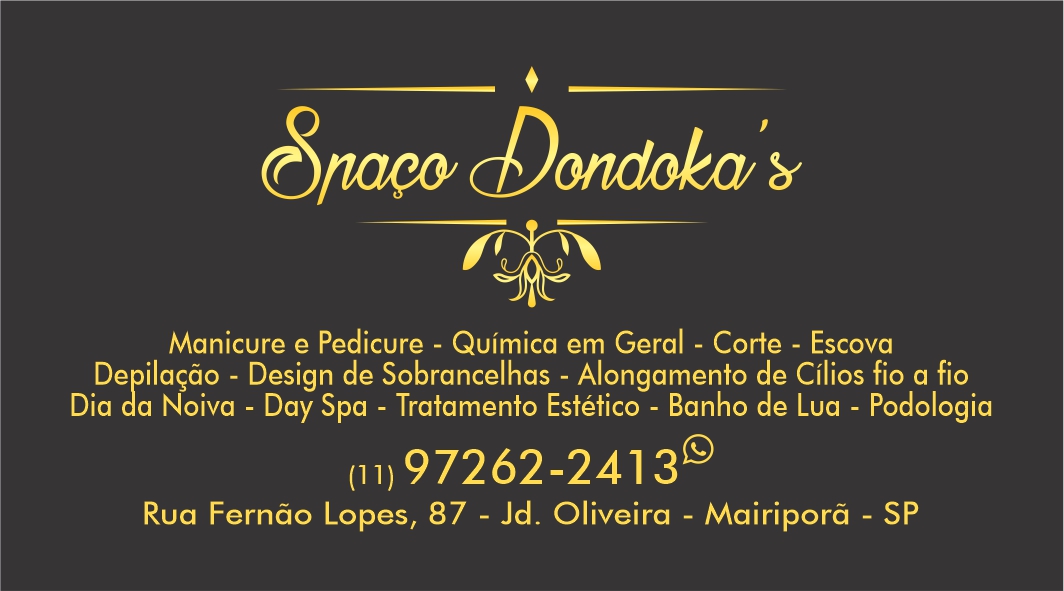 Spaço Dondoka's
Manicure e Pedicure - Química em Geral - Corte - Escova
Depilação - Design de Sobrancelhas - Alongamento de Cílios fio a fio
Dia da Noiva - Day Spa - Tratamento Estético - Banho de Lua - Podologia
(11) 97262-2413
Rua Fernão Lopes, 87 - Jd. Oliveira - Mairiporã - SP